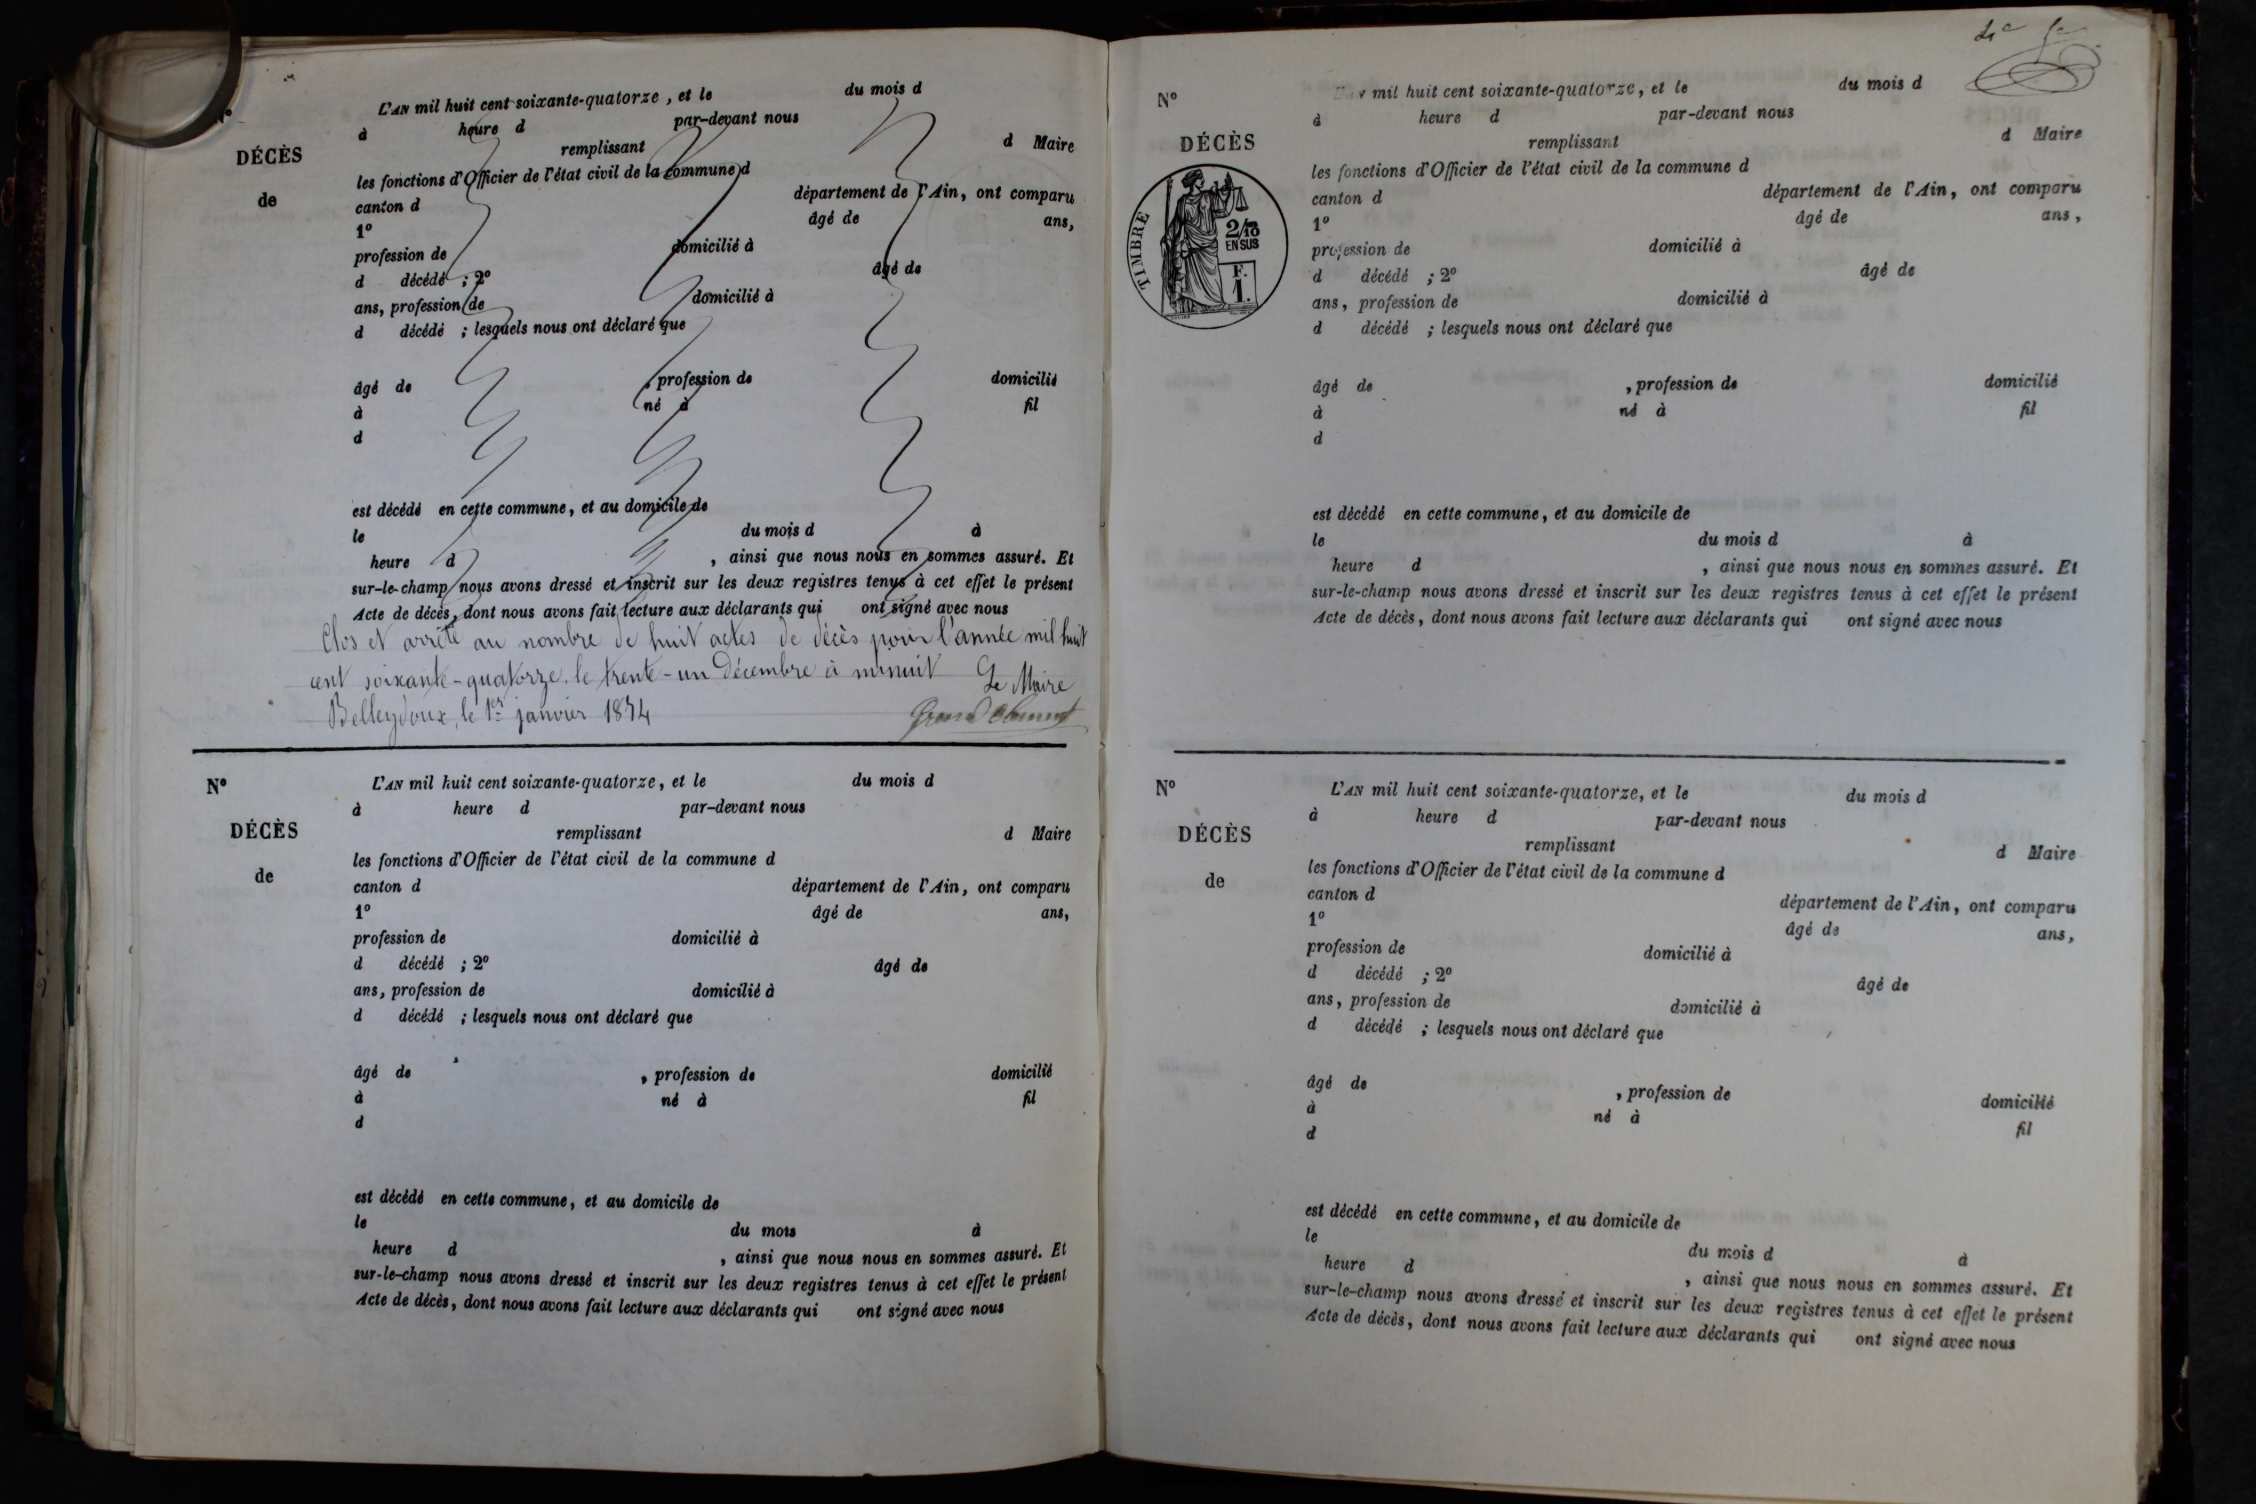 N°
DÉCÈS
de
L'AN mil huit cent soixante-quatorze, et le du mois d
à heure d par-devant nous
remplissant d Maire
les fonctions d'Officier de l'état civil de la commune d
canton d département de l'Ain, ont comparu
1° âgé de ans,
profession de domicilié à
d décédé ; 2° âgé de
ans, profession de domicilié à
d décédé ; lesquels nous ont déclaré que
âgé de , profession de domicilié
à né à fil
d
est décédé en cette commune, et au domicile de
le du mois d à
heure d , ainsi que nous nous en sommes assuré. Et
sur-le-champ nous avons dressé et inscrit sur les deux registres tenus à cet effet le présent
Acte de décès, dont nous avons fait lecture aux déclarants qui ont signé avec nous
Clos et arrêté au nombre de huit actes de décès pour l'année mil huit
cent soixante-quatorze, le trente-un Décembre à minuit Le Maire
Belleydoux, le 1er janvier 1874
N°
DÉCÈS
de
L'AN mil huit cent soixante-quatorze, et le du mois d
à heure d par-devant nous
remplissant d Maire
les fonctions d'Officier de l'état civil de la commune d
canton d département de l'Ain, ont comparu
1° âgé de ans,
profession de domicilié à
d décédé ; 2° âgé de
ans, profession de domicilié à
d décédé ; lesquels nous ont déclaré que
âgé de , profession de domicilié
à né à fil
d
est décédé en cette commune, et au domicile de
le du mois à
heure d , ainsi que nous nous en sommes assuré. Et
sur-le-champ nous avons dressé et inscrit sur les deux registres tenus à cet effet le présent
Acte de décès, dont nous avons fait lecture aux déclarants qui ont signé avec nous
N°
DÉCÈS
TIMBRE
2/10
EN SUS
F.
1.
mil huit cent soixante-quatorze, et le du mois d
à heure d par-devant nous
remplissant d Maire
les fonctions d'Officier de l'état civil de la commune d
canton d département de l'Ain, ont comparu
1° âgé de ans,
profession de domicilié à
d décédé ; 2° âgé de
ans, profession de domicilié à
d décédé ; lesquels nous ont déclaré que
âgé de , profession de domicilié
à né à fil
d
est décédé en cette commune, et au domicile de
le du mois d à
heure d , ainsi que nous nous en sommes assuré. Et
sur-le-champ nous avons dressé et inscrit sur les deux registres tenus à cet effet le présent
Acte de décès, dont nous avons fait lecture aux déclarants qui ont signé avec nous
N°
DÉCÈS
de
L'AN mil huit cent soixante-quatorze, et le du mois d
à heure d par-devant nous
remplissant d Maire
les fonctions d'Officier de l'état civil de la commune d
canton d département de l'Ain, ont comparu
1° âgé de ans,
profession de domicilié à
d décédé ; 2° âgé de
ans, profession de domicilié à
d décédé ; lesquels nous ont déclaré que
âgé de , profession de domicilié
à né à fil
d
est décédé en cette commune, et au domicile de
le du mois d à
heure d , ainsi que nous nous en sommes assuré. Et
sur-le-champ nous avons dressé et inscrit sur les deux registres tenus à cet effet le présent
Acte de décès, dont nous avons fait lecture aux déclarants qui ont signé avec nous